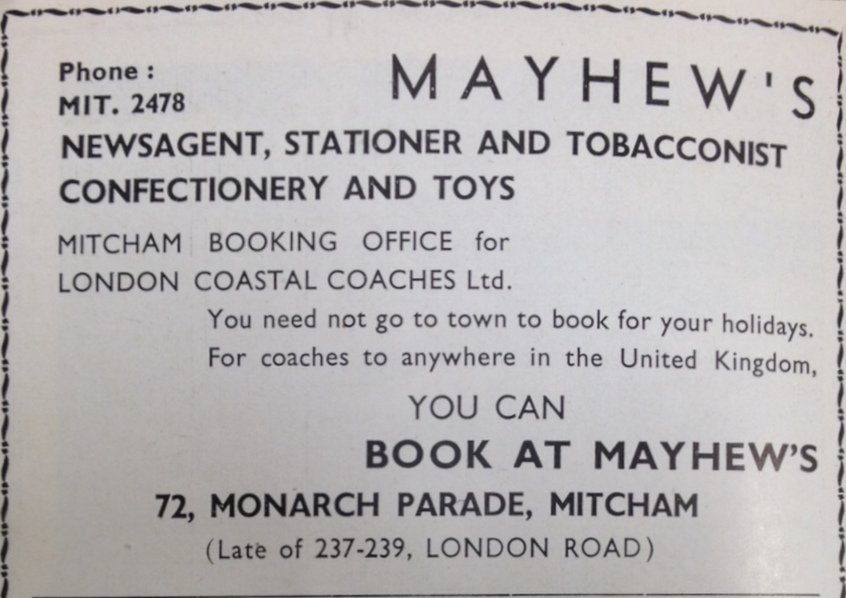 Phone :
MAYHEW'S
MIT. 2478
NEWSAGENT, STATIONER AND TOBACCONIST
CONFECTIONERY AND TOYS
MITCHAM BOOKING OFFICE for
LONDON COASTAL COACHES Ltd.
You need not go to town to book for your holidays.
For coaches to anywhere in the United Kingdom,
YOU CAN
BOOK AT MAYHEW'S
72, MONARCH PARADE, MITCHAM
(Late of 237-239, LONDON ROAD)